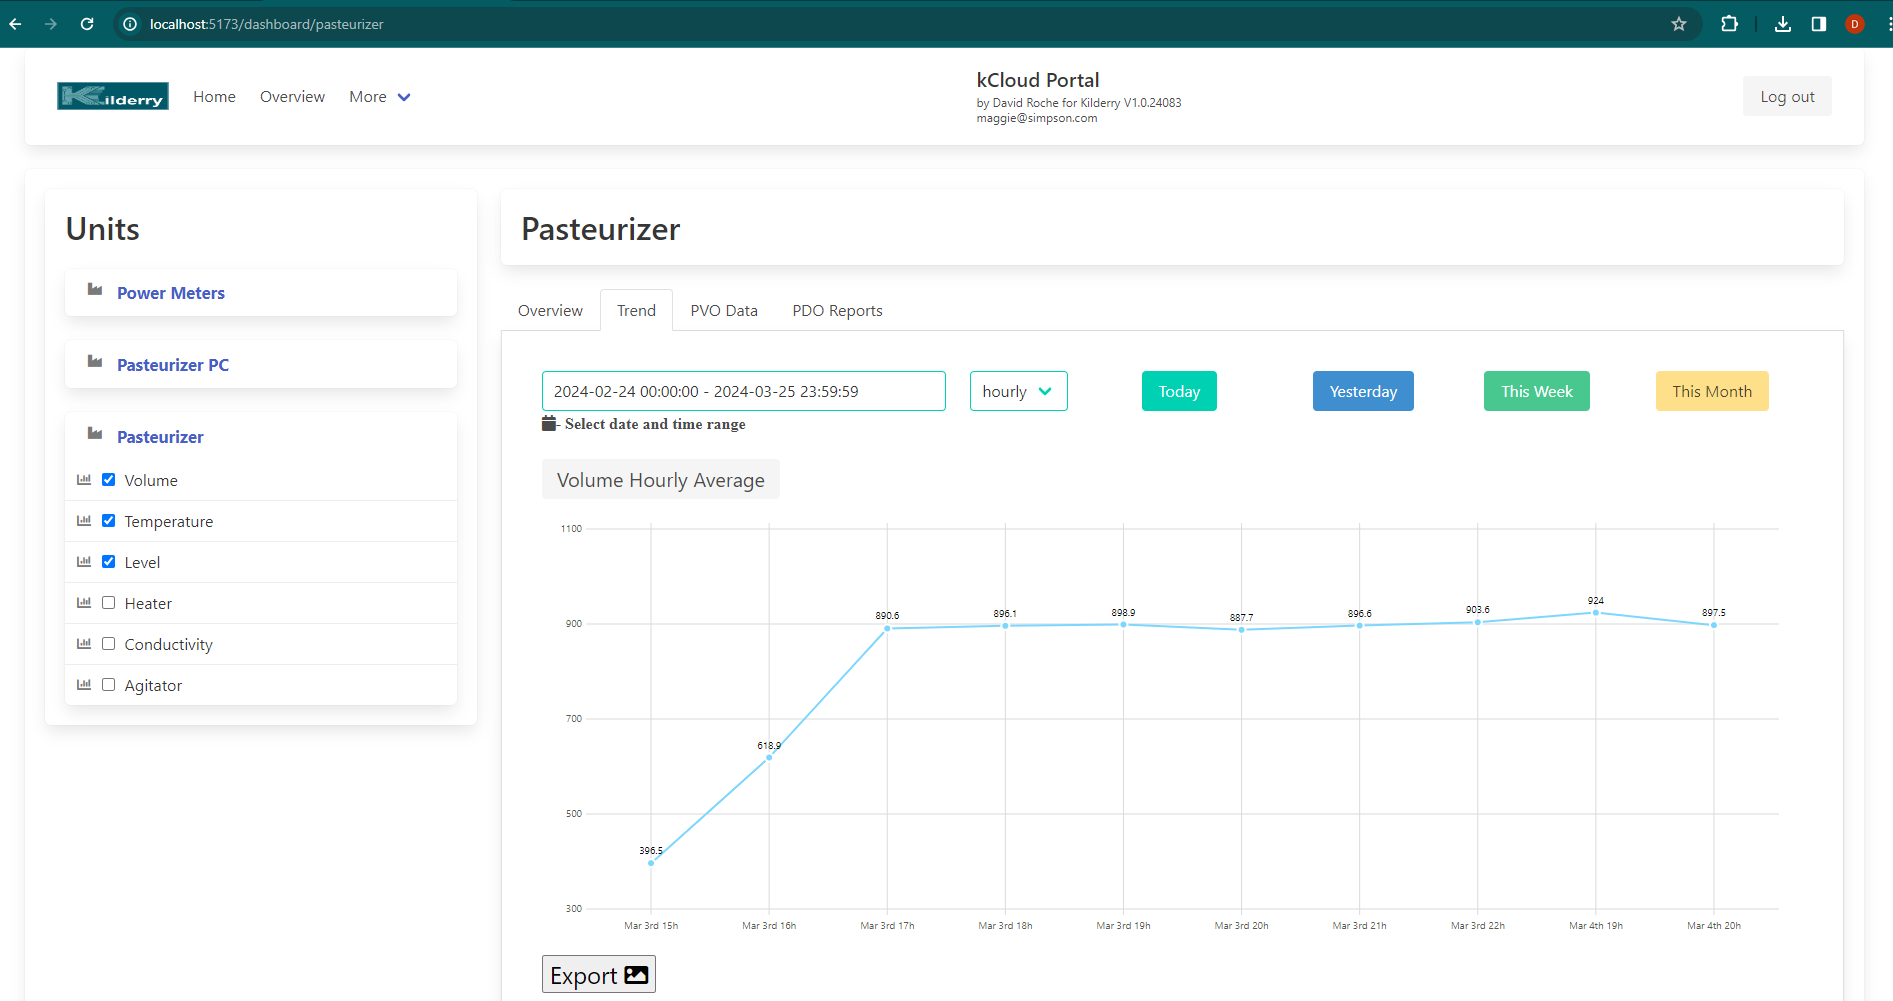 localhost:5173/dashboard/pasteurizer
D
Kilderry
Home
Overview
More
kCloud Portal
by David Roche for Kilderry V1.0.24083
maggie@simpson.com
Log out
Units
Power Meters
Pasteurizer PC
Pasteurizer
Volume
Temperature
Level
Heater
Conductivity
Agitator
Pasteurizer
Overview
Trend
PVO Data
PDO Reports
2024-02-24 00:00:00 - 2024-03-25 23:59:59
hourly
Today
Yesterday
This Week
This Month
- Select date and time range
Volume Hourly Average
1100
900
700
500
300
396.5
618.9
890.6
896.1
898.9
887.7
896.6
903.6
924
897.5
Mar 3rd 15h
Mar 3rd 16h
Mar 3rd 17h
Mar 3rd 18h
Mar 3rd 19h
Mar 3rd 20h
Mar 3rd 21h
Mar 3rd 22h
Mar 4th 19h
Mar 4th 20h
Export